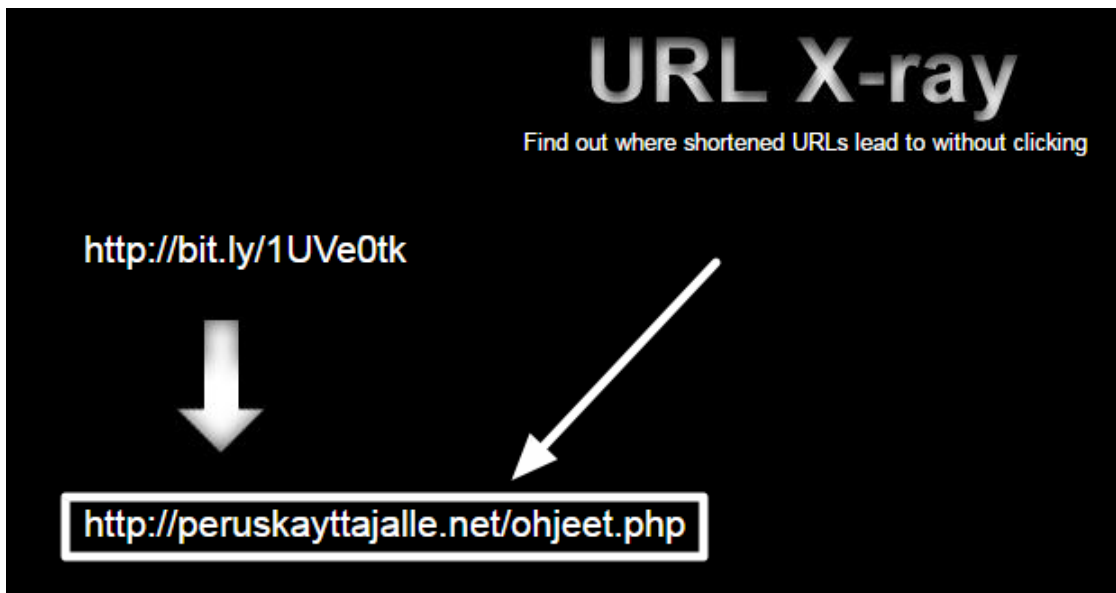 URL X-ray
Find out where shortened URLs lead to without clicking
http://bit.ly/1UVe0tk
http://peruskayttajalle.net/ohjeet.php